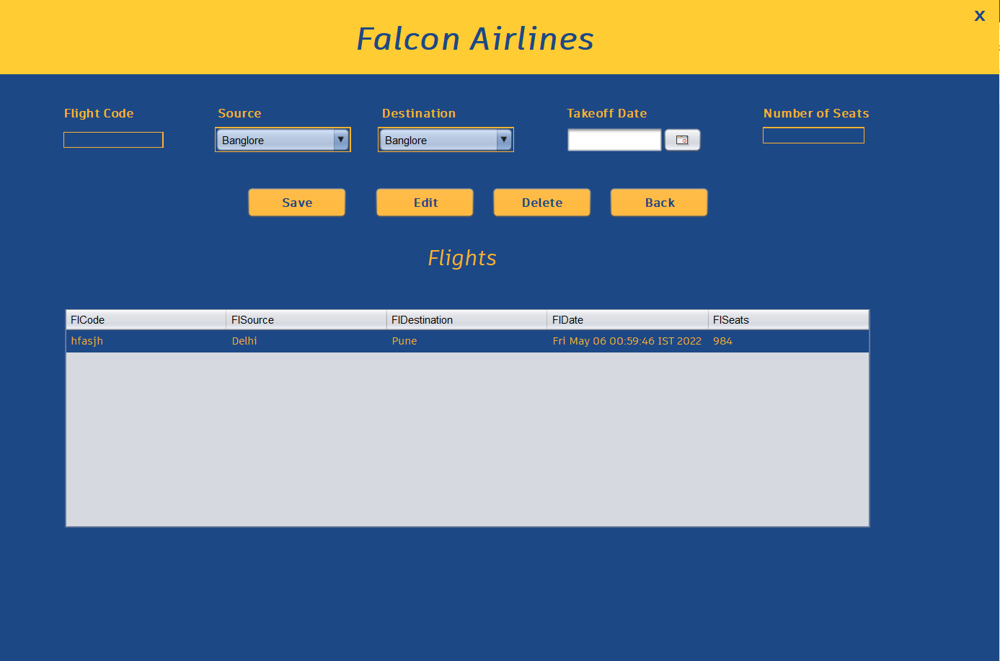 x
Falcon Airlines
Flight Code Source Destination Takeoff Date Number of Seats
Banglore Banglore
Save Edit Delete Back
Flights
FlCode FlSource FlDestination FlDate FlSeats
hfasjh Delhi Pune Fri May 06 00:59:46 IST 2022 984